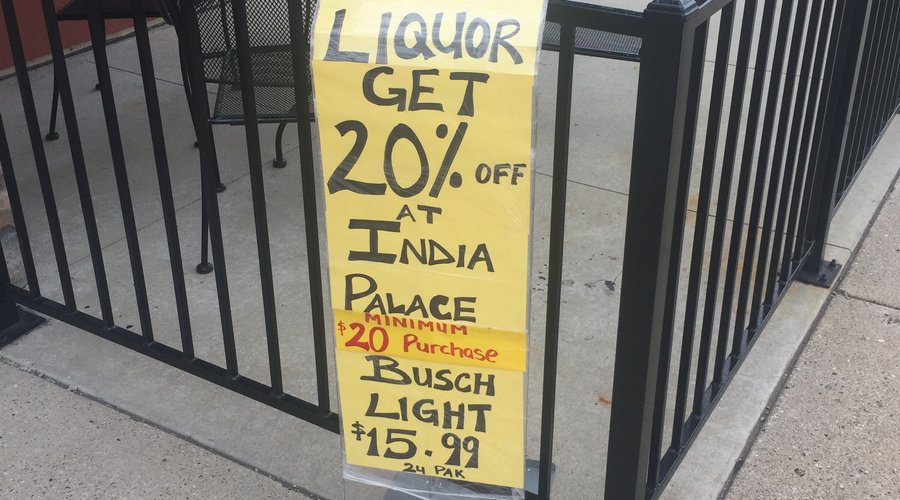 LIQUOR
GET
20% OFF
AT
INDIA
PALACE
MINIMUM
$20 Purchase
BUSCH
LIGHT
$15.99
24 PAK